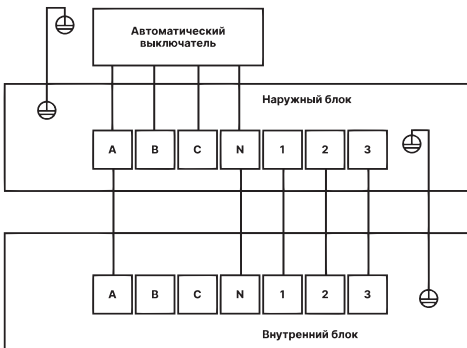 Автоматический
выключатель
Наружный блок
A B C N 1 2 3
A B C N 1 2 3
Внутренний блок